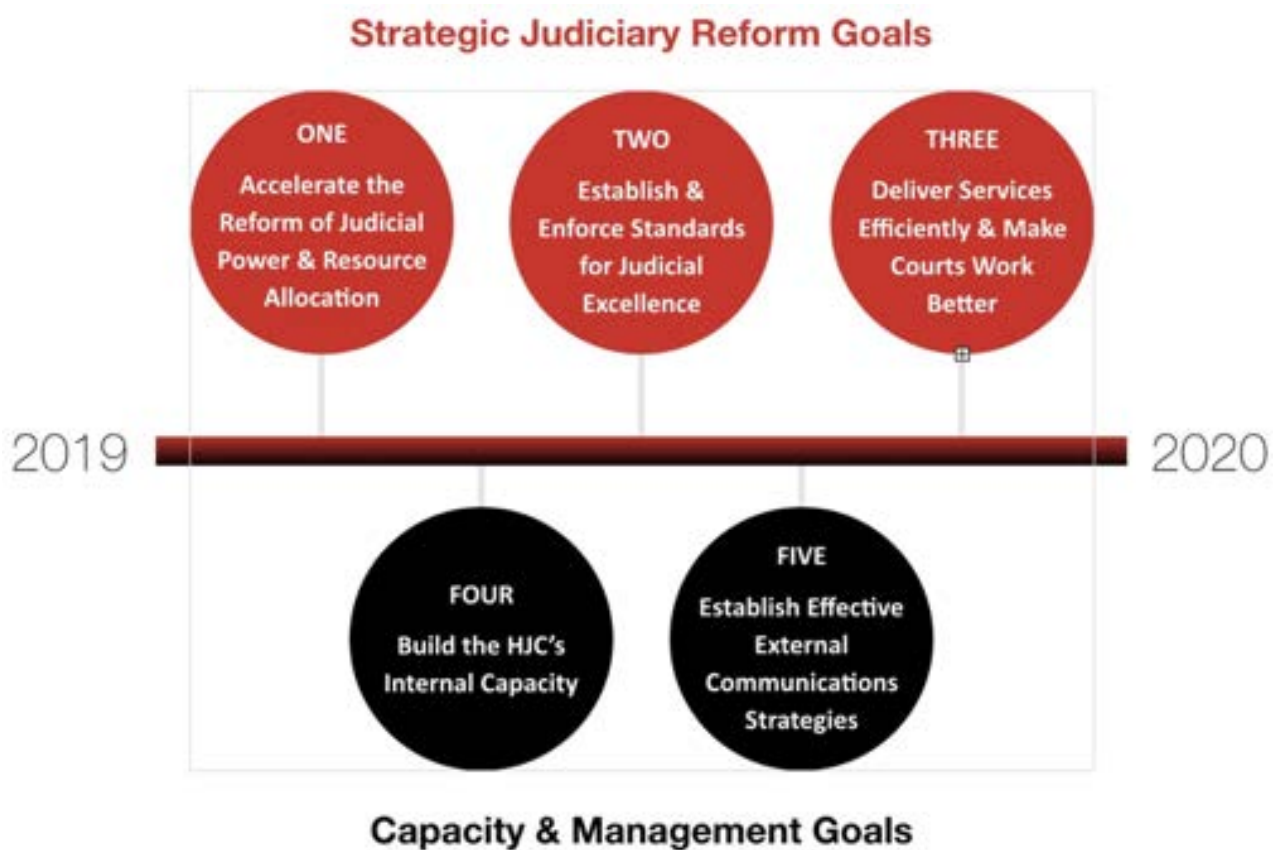 Strategic Judiciary Reform Goals
ONE
Accelerate the
Reform of Judicial
Power & Resource
Allocation
TWO
Establish &
Enforce Standards
for Judicial
Excellence
THREE
Deliver Services
Efficiently & Make
Courts Work
Better
2019
2020
FOUR
Build the HJC's
Internal Capacity
FIVE
Establish Effective
External
Communications
Strategies
Capacity & Management Goals